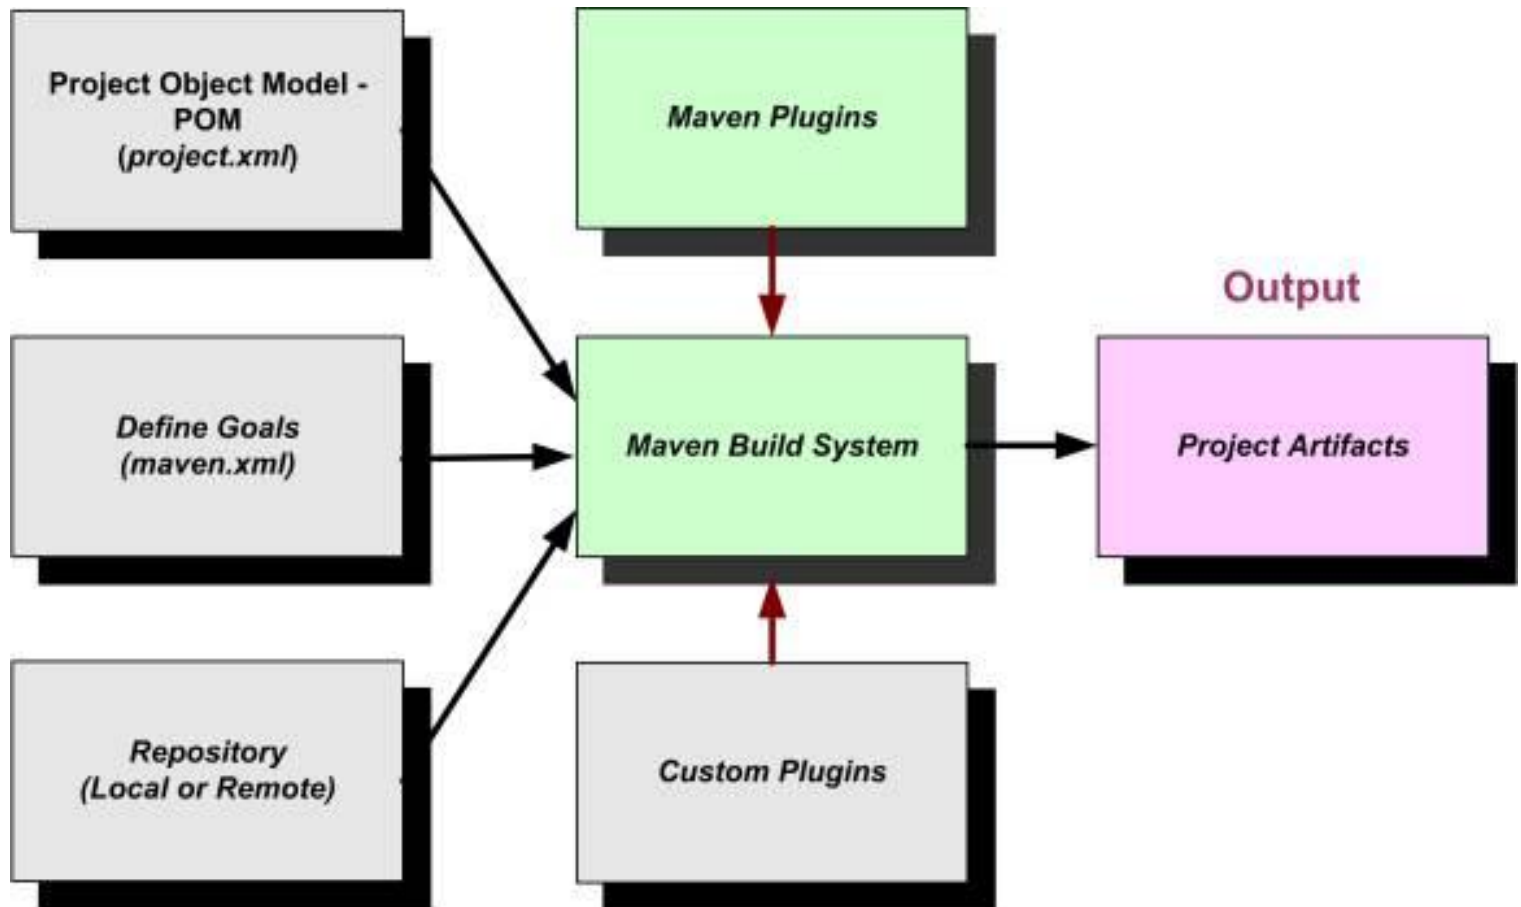 Project Object Model -
POM
(project.xml)
Maven Plugins
Output
Define Goals
(maven.xml)
Maven Build System
Project Artifacts
Repository
(Local or Remote)
Custom Plugins